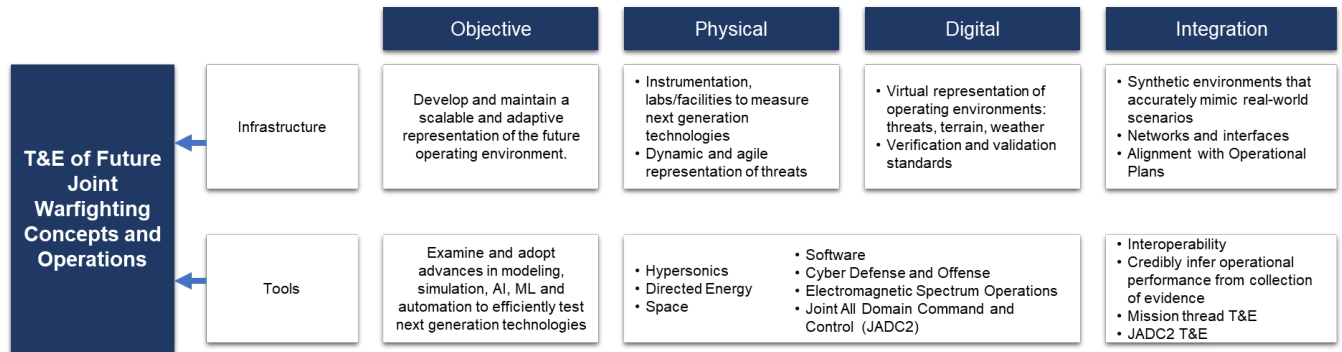 Objective
Physical
Digital
Integration
T&E of Future
Joint
Warfighting
Concepts and
Operations
Infrastructure
Develop and maintain a
scalable and adaptive
representation of the future
operating environment.
• Instrumentation,
labs/facilities to measure
next generation
technologies
• Dynamic and agile
representation of threats
• Virtual representation of
operating environments:
threats, terrain, weather
• Verification and validation
standards
• Synthetic environments that
accurately mimic real-world
scenarios
• Networks and interfaces
• Alignment with Operational
Plans
Tools
Examine and adopt
advances in modeling,
simulation, AI, ML and
automation to efficiently test
next generation technologies
• Hypersonics
• Directed Energy
• Space
• Software
• Cyber Defense and Offense
• Electromagnetic Spectrum Operations
• Joint All Domain Command and
Control (JADC2)
• Interoperability
• Credibly infer operational
performance from collection
of evidence
• Mission thread T&E
• JADC2 T&E